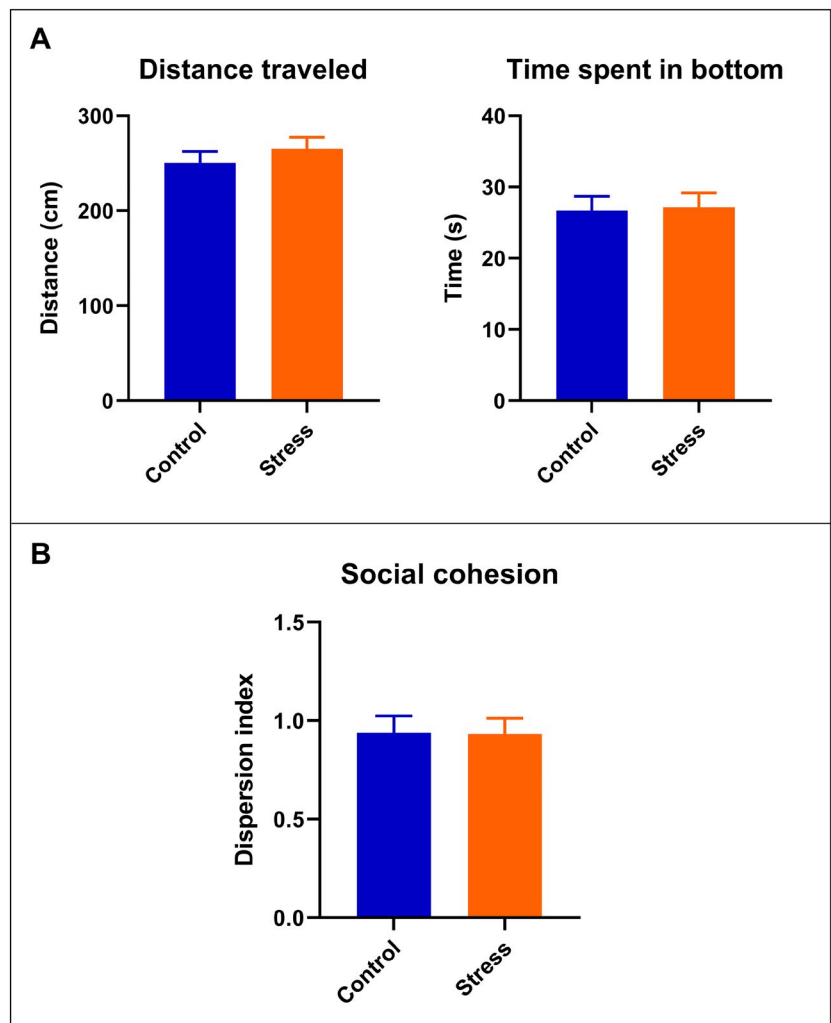 A
Distance traveled
300
200
100
0
Distance (cm)
Control
Stress
Time spent in bottom
40
30
20
10
0
Time (s)
Control
Stress
B
Social cohesion
1.5
1.0
0.5
0.0
Dispersion index
Control
Stress